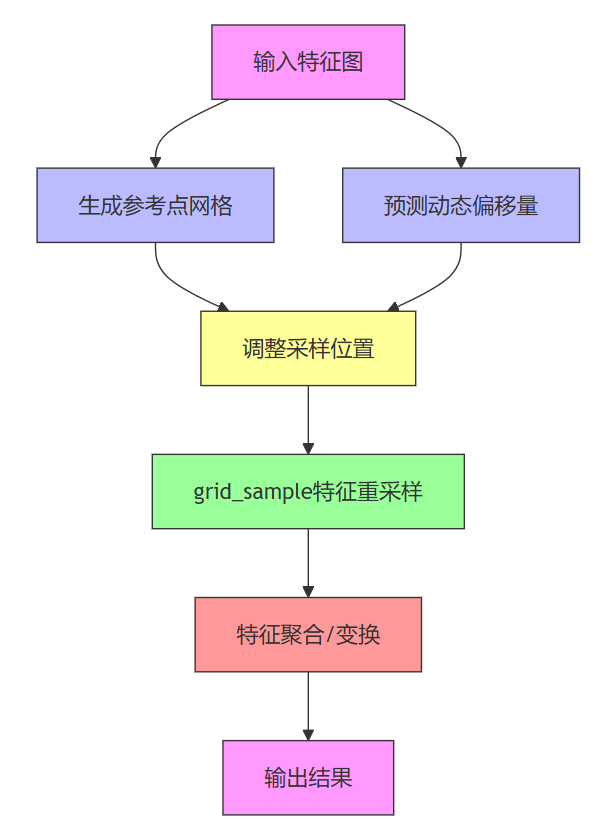 输入特征图
生成参考点网格
预测动态偏移量
调整采样位置
grid_sample特征重采样
特征聚合/变换
输出结果